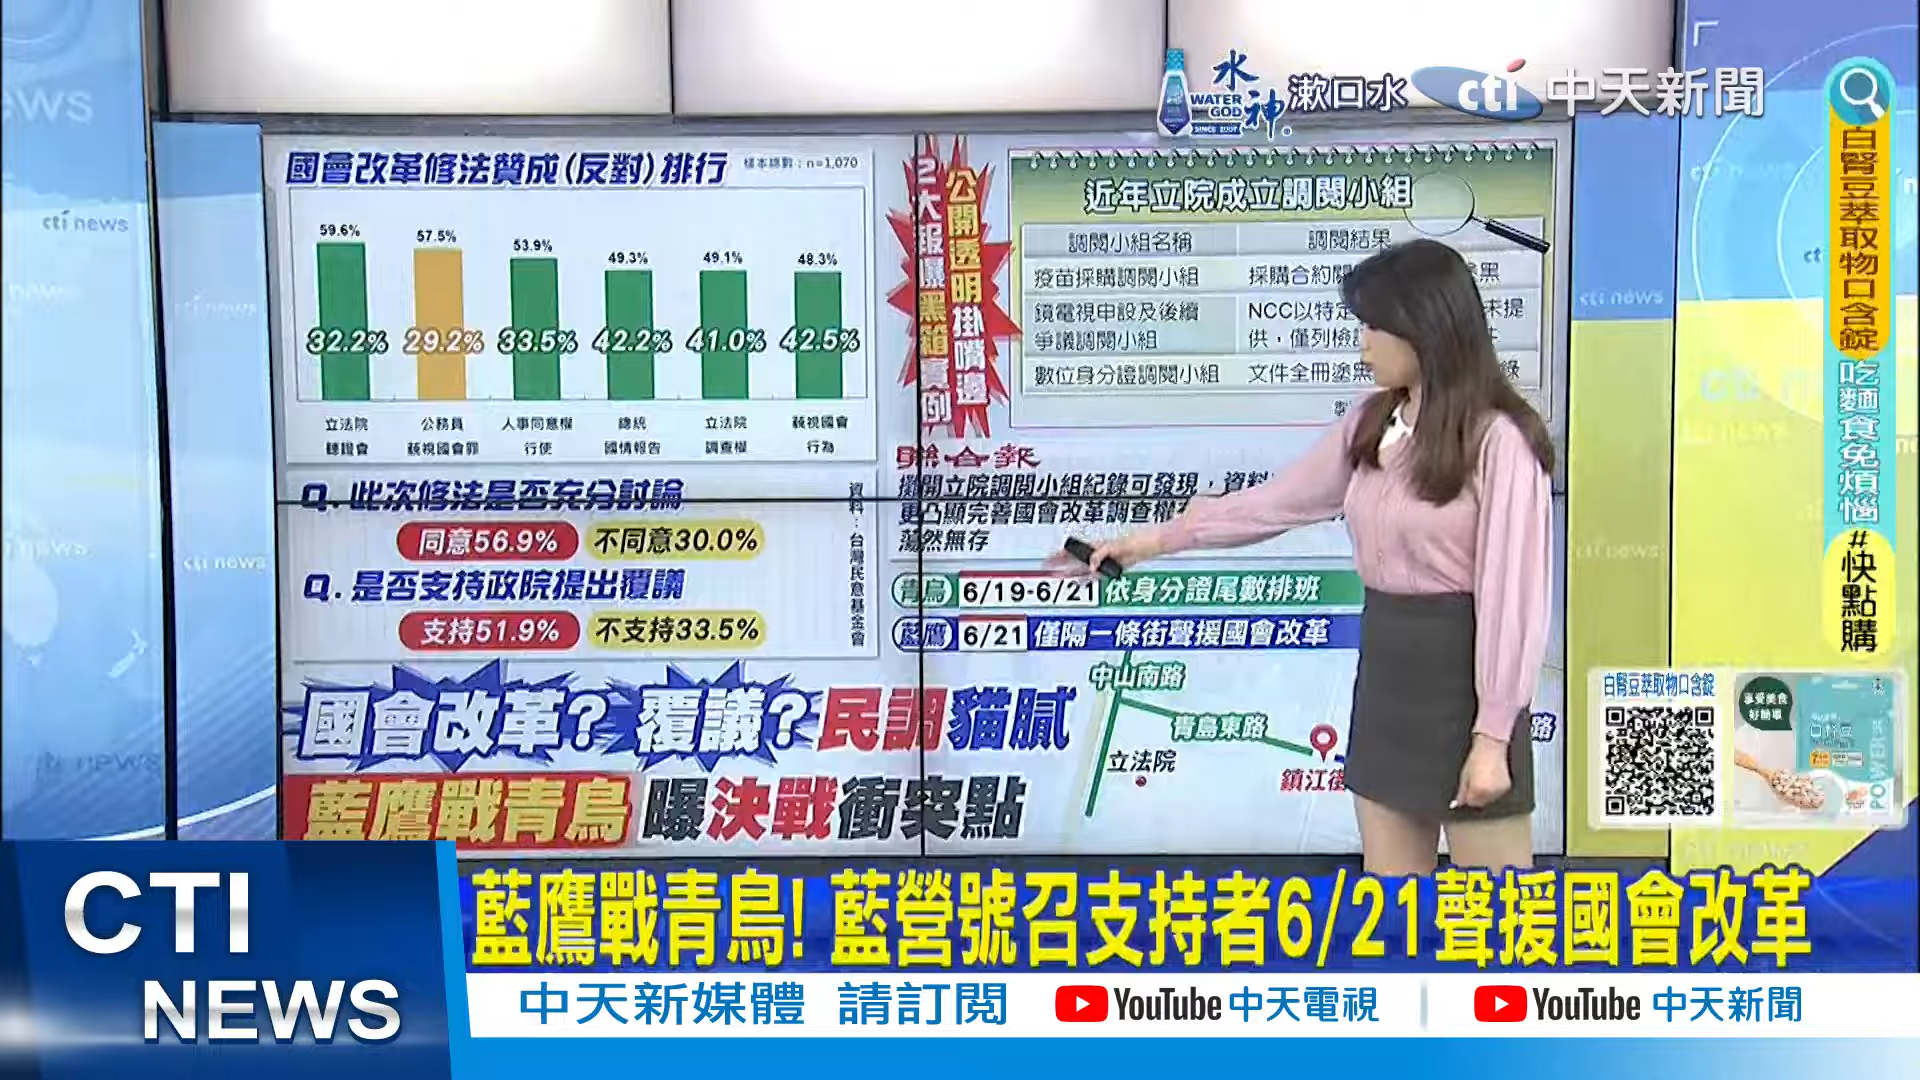 水神
WATER GOD
SINCE 2007
漱口水
cti 中天新聞
cti news
國會改革修法贊成(反對)排行
樣本總數：n=1,070
59.6% 57.5% 53.9% 49.3% 49.1% 48.3%
32.2% 29.2% 33.5% 42.2% 41.0% 42.5%
立法院 公務員 人事同意權 總統 立法院 藐視國會
聽證會 藐視國會罪 行使 國情報告 調查權 行為
Q. 此次修法是否充分討論
同意56.9% 不同意30.0%
Q. 是否支持政院提出覆議
支持51.9% 不支持33.5%
資料：台灣民意基金會
公開透明掛嘴邊
2大報爆黑箱實例
近年立院成立調閱小組
調閱小組名稱 調閱結果
疫苗採購調閱小組 採購合約關
黑
鏡電視申設及後續
爭議調閱小組
NCC以特定
未提
供，僅列檢
數位身分證調閱小組 文件全冊塗黑
聯合報
攤開立院調閱小組紀錄可發現，資料
更凸顯完善國會改革調查權
蕩然無存
青鳥 6/19-6/21 依身分證尾數排班
藍鷹 6/21 僅隔一條街聲援國會改革
中山南路
青島東路
立法院
鎮江街
路
國會改革？覆議？民調貓膩
藍鷹戰青鳥 曝決戰衝突點
白腎豆萃取物口含錠
吃麵食免煩惱
#快點購
白腎豆萃取物口含錠
享受美食
好簡單
CTI
NEWS
藍鷹戰青鳥! 藍營號召支持者6/21聲援國會改革
中天新媒體 請訂閱 YouTube 中天電視 | YouTube 中天新聞